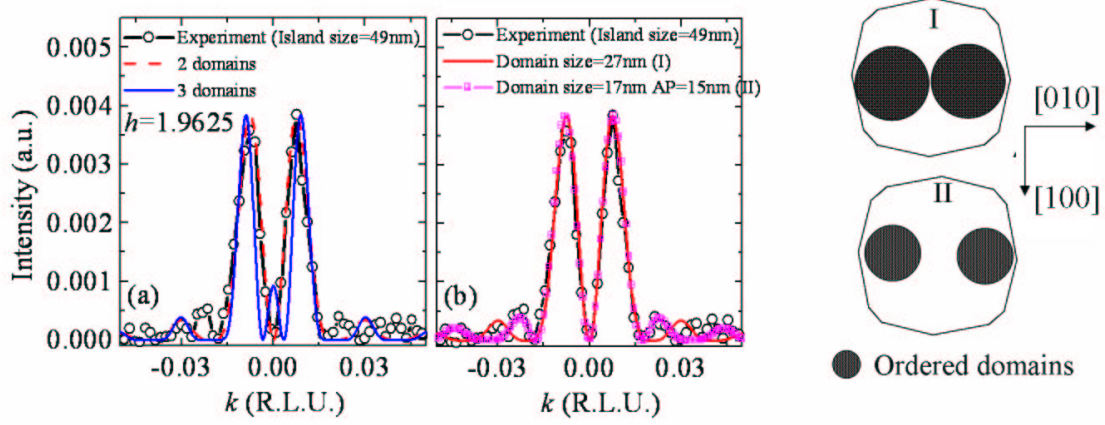 0.005
0.004
0.003
0.002
0.001
0.000
Intensity (a.u.)
Experiment (Island size=49nm)
2 domains
3 domains
h=1.9625
(a)
-0.03 0.00 0.03
k (R.L.U.)
Experiment (Island size=49nm)
Domain size=27nm (I)
Domain size=17nm AP=15nm (II)
(b)
-0.03 0.00 0.03
k (R.L.U.)
I
[010]
[100]
II
Ordered domains